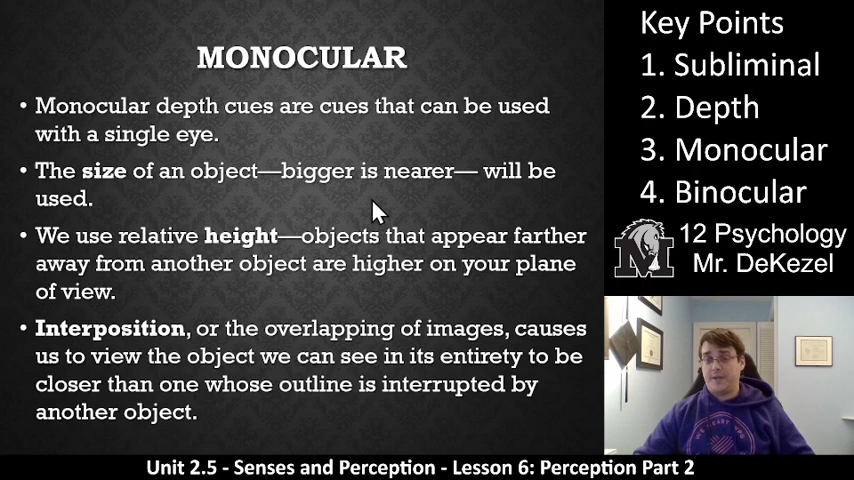 MONOCULAR
• Monocular depth cues are cues that can be used
with a single eye.
• The size of an object—bigger is nearer— will be
used.
• We use relative height—objects that appear farther
away from another object are higher on your plane
of view.
• Interposition, or the overlapping of images, causes
us to view the object we can see in its entirety to be
closer than one whose outline is interrupted by
another object.
Key Points
1. Subliminal
2. Depth
3. Monocular
4. Binocular
M
12 Psychology
Mr. DeKezel
WE HEART
Unit 2.5 - Senses and Perception - Lesson 6: Perception Part 2